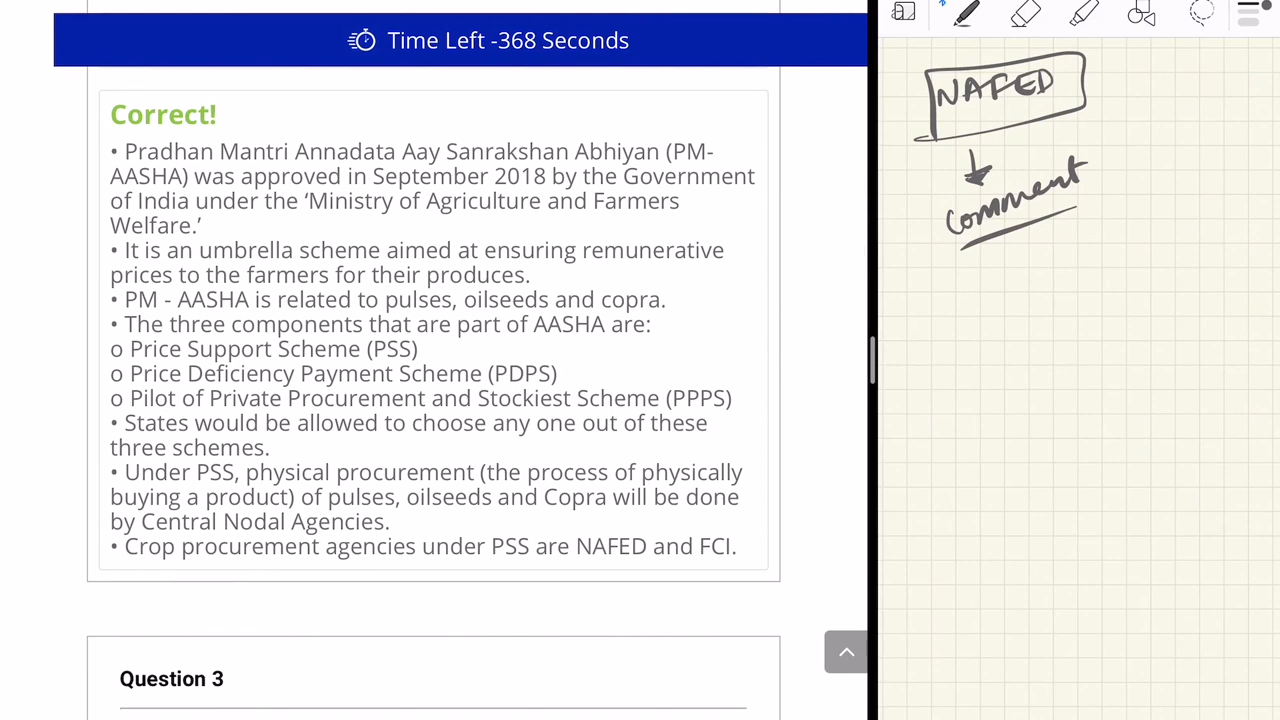 Time Left -368 Seconds
Correct!
• Pradhan Mantri Annadata Aay Sanrakshan Abhiyan (PM-
AASHA) was approved in September 2018 by the Government
of India under the ‘Ministry of Agriculture and Farmers
Welfare.’
• It is an umbrella scheme aimed at ensuring remunerative
prices to the farmers for their produces.
• PM - AASHA is related to pulses, oilseeds and copra.
• The three components that are part of AASHA are:
o Price Support Scheme (PSS)
o Price Deficiency Payment Scheme (PDPS)
o Pilot of Private Procurement and Stockiest Scheme (PPPS)
• States would be allowed to choose any one out of these
three schemes.
• Under PSS, physical procurement (the process of physically
buying a product) of pulses, oilseeds and Copra will be done
by Central Nodal Agencies.
• Crop procurement agencies under PSS are NAFED and FCI.
Question 3
NAFED
comment